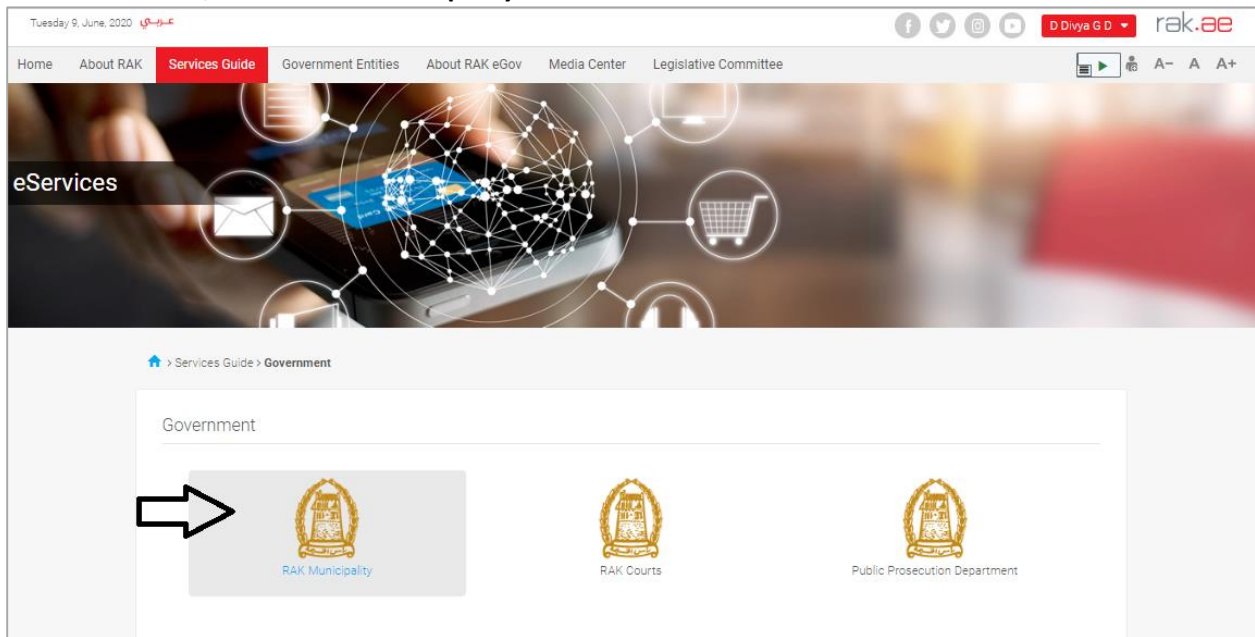 Tuesday 9, June, 2020 عربي
D Divya G D
rak.ae
Home About RAK Services Guide Government Entities About RAK eGov Media Center Legislative Committee
A- A A+
eServices
> Services Guide > Government
Government
RAK Municipality
RAK Courts
Public Prosecution Department